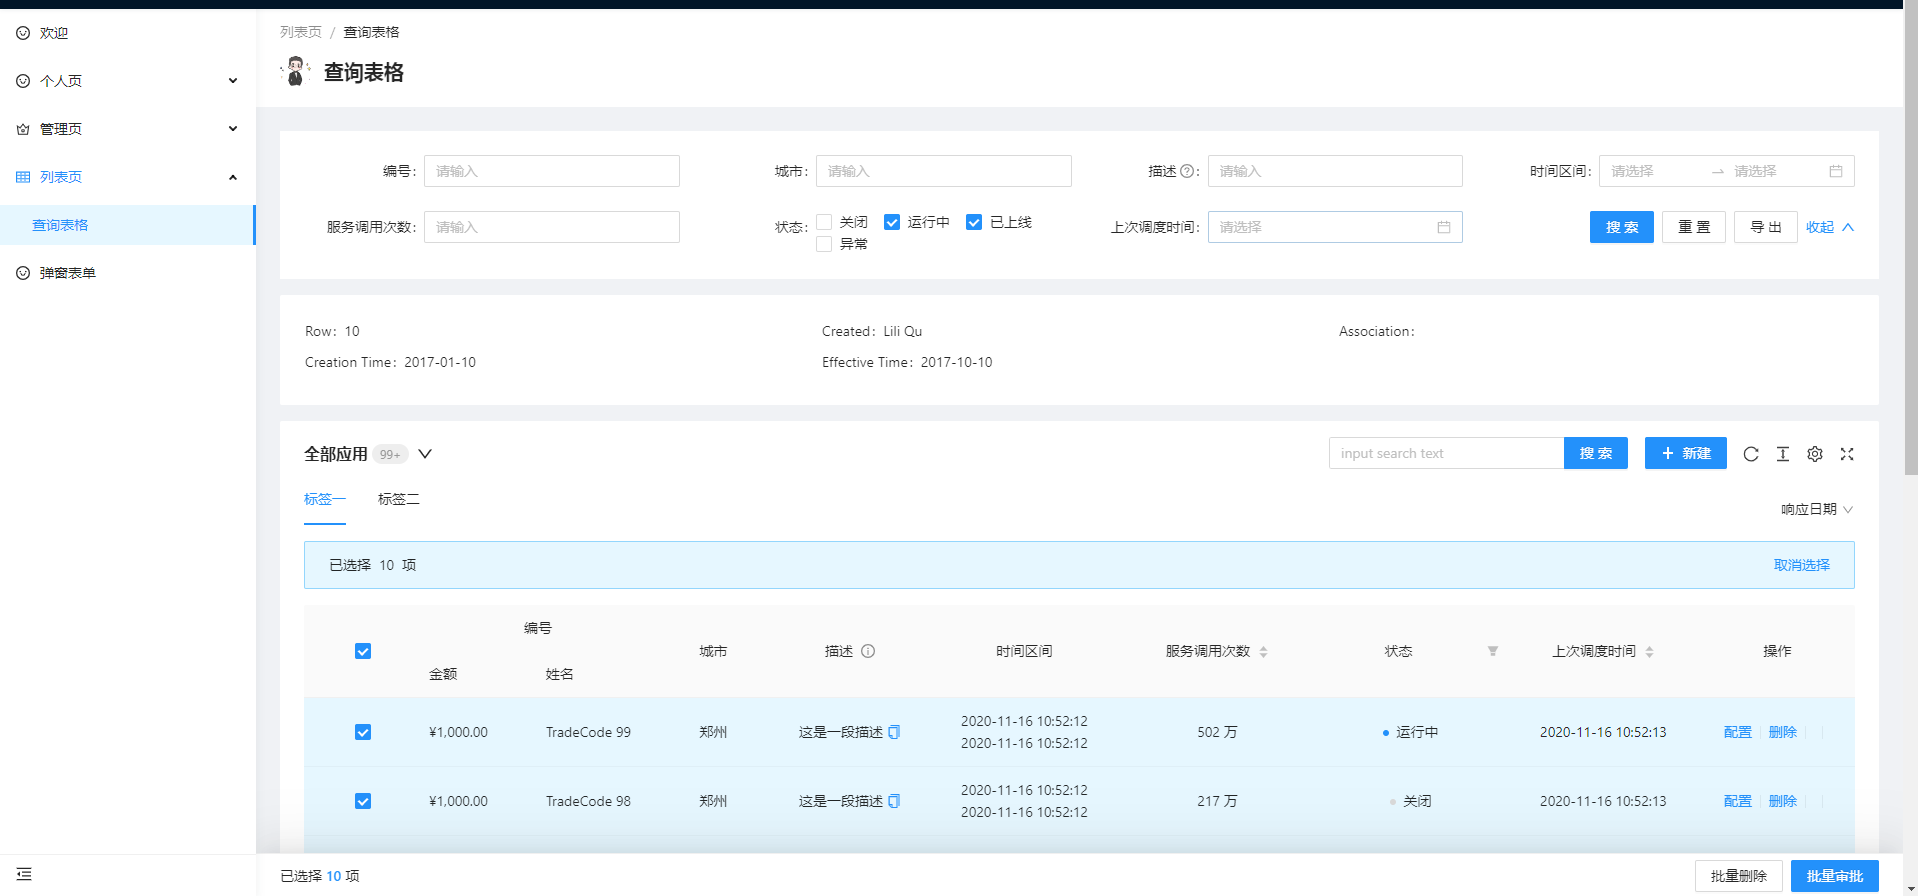 欢迎
个人页
管理页
列表页
查询表格
弹窗表单
列表页 / 查询表格
查询表格
编号: 请输入 城市: 请输入 描述 : 请输入 时间区间: 请选择 → 请选择
服务调用次数: 请输入 状态: 关闭 运行中 已上线 异常 上次调度时间: 请选择 搜 索 重 置 导 出 收起
Row: 10 Created: Lili Qu Association:
Creation Time: 2017-01-10 Effective Time: 2017-10-10
全部应用 99+ input search text 搜 索 + 新建
标签一 标签二 响应日期
已选择 10 项 取消选择
编号
金额 姓名 城市 描述 时间区间 服务调用次数 状态 上次调度时间 操作
¥1,000.00 TradeCode 99 郑州 这是一段描述 2020-11-16 10:52:12 2020-11-16 10:52:12 502 万 运行中 2020-11-16 10:52:13 配置 删除
¥1,000.00 TradeCode 98 郑州 这是一段描述 2020-11-16 10:52:12 2020-11-16 10:52:12 217 万 关闭 2020-11-16 10:52:13 配置 删除
已选择 10 项 批量删除 批量审批